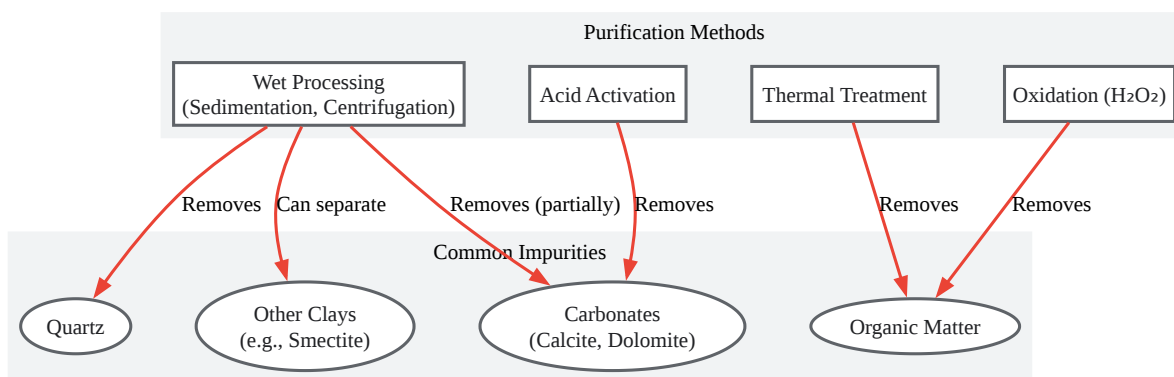 Purification Methods
Wet Processing
(Sedimentation, Centrifugation)
Acid Activation
Thermal Treatment
Oxidation (H₂O₂)
Removes
Can separate
Removes (partially)
Removes
Removes
Removes
Common Impurities
Quartz
Other Clays
(e.g., Smectite)
Carbonates
(Calcite, Dolomite)
Organic Matter